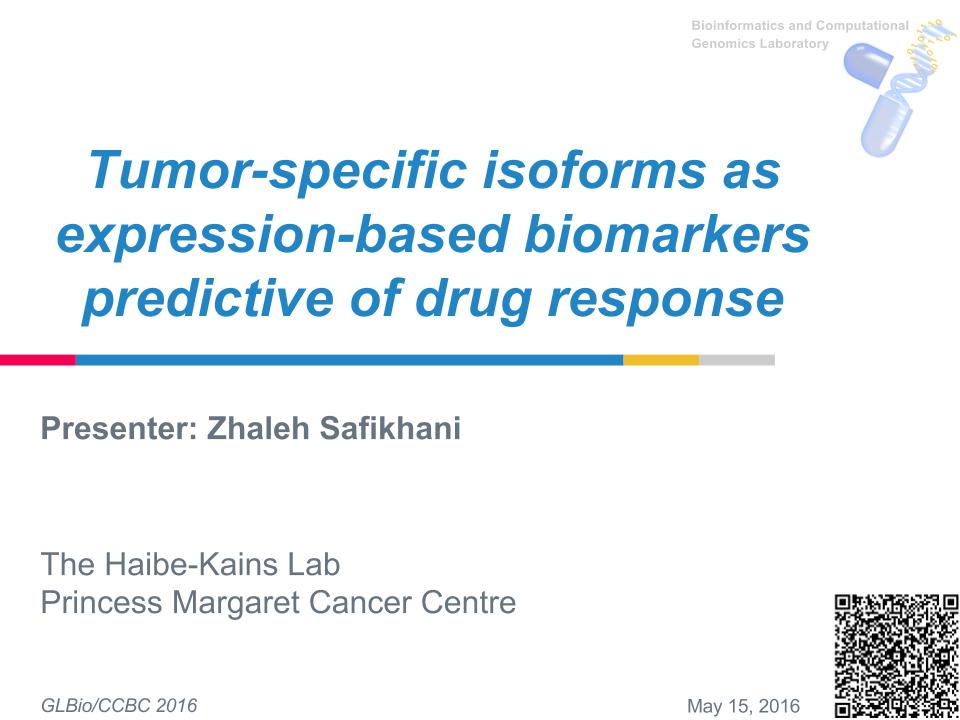 Bioinformatics and Computational
Genomics Laboratory
Tumor-specific isoforms as
expression-based biomarkers
predictive of drug response
Presenter: Zhaleh Safikhani
The Haibe-Kains Lab
Princess Margaret Cancer Centre
GLBio/CCBC 2016
May 15, 2016